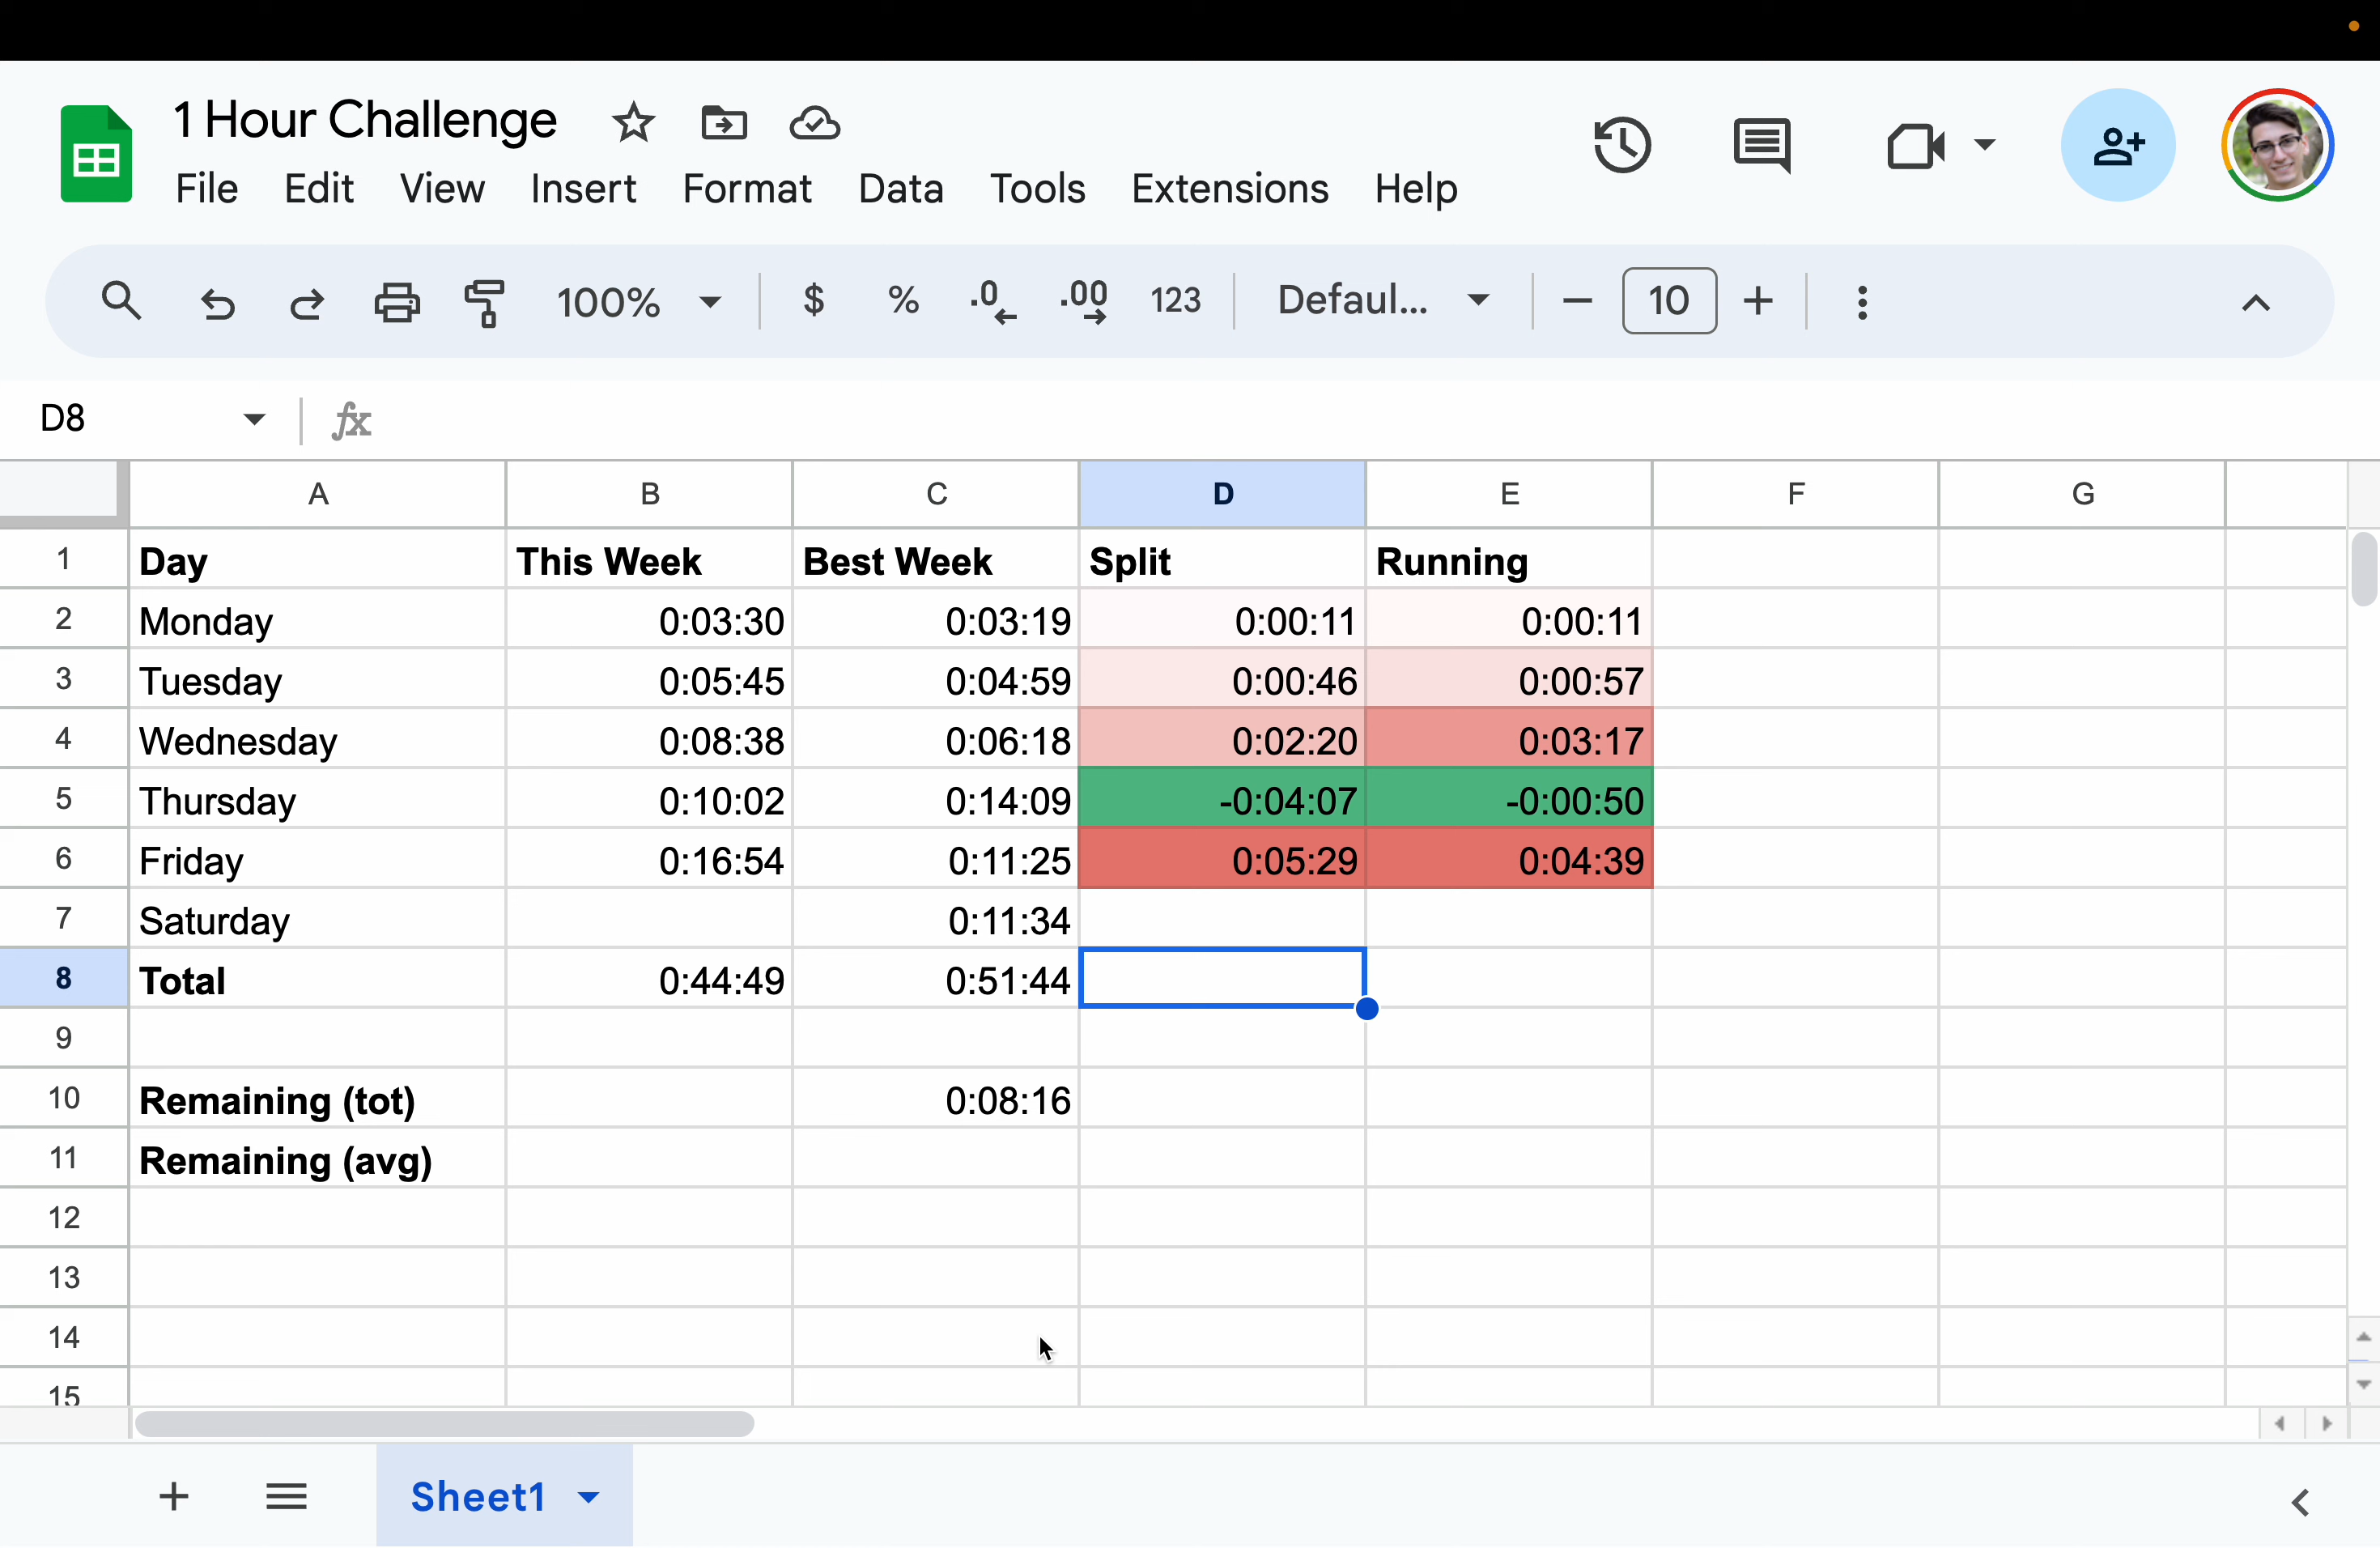 1 Hour Challenge
File Edit View Insert Format Data Tools Extensions Help
100% $ % .0 .00 123 Defaul... 10
D8 fx
A B C D E F G
1 Day This Week Best Week Split Running
2 Monday 0:03:30 0:03:19 0:00:11 0:00:11
3 Tuesday 0:05:45 0:04:59 0:00:46 0:00:57
4 Wednesday 0:08:38 0:06:18 0:02:20 0:03:17
5 Thursday 0:10:02 0:14:09 -0:04:07 -0:00:50
6 Friday 0:16:54 0:11:25 0:05:29 0:04:39
7 Saturday 0:11:34
8 Total 0:44:49 0:51:44
9
10 Remaining (tot) 0:08:16
11 Remaining (avg)
12
13
14
15
Sheet1